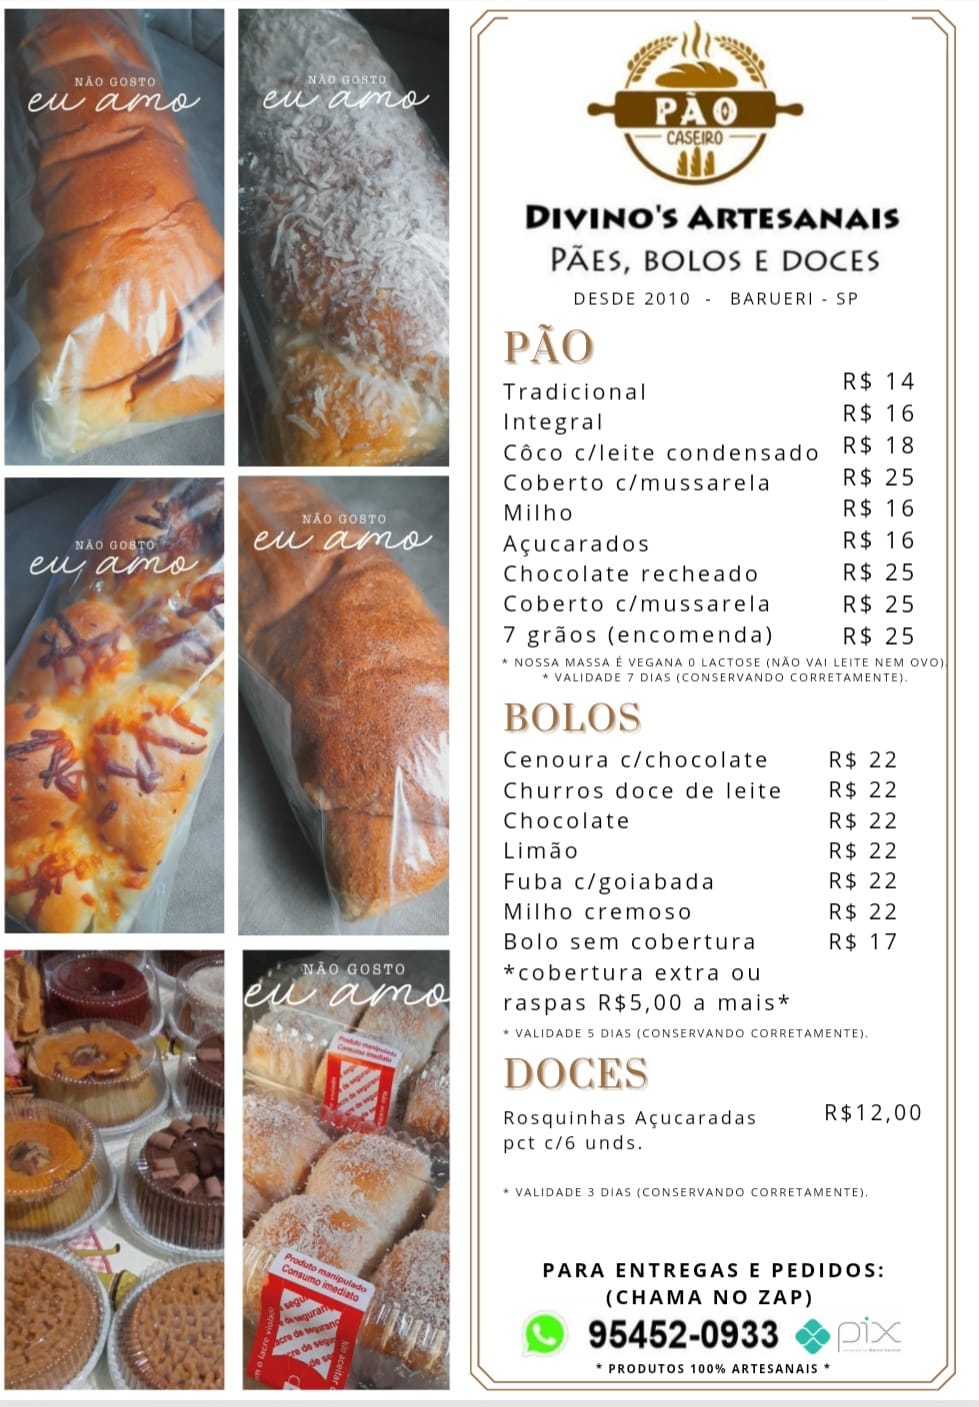 NÃO GOSTO
eu amo
NÃO GOSTO
eu amo
NÃO GOSTO
eu amo
NÃO GOSTO
eu amo
NÃO GOSTO
eu amo
Produto manipulado
Consumo imediato
Produto manipulado
Consumo imediato
PÃO
CASEIRO
DIVINO'S ARTESANAIS
PÃES, BOLOS E DOCES
DESDE 2010 - BARUERI - SP
PÃO
Tradicional R$ 14
Integral R$ 16
Côco c/leite condensado R$ 18
Coberto c/mussarela R$ 25
Milho R$ 16
Açucarados R$ 16
Chocolate recheado R$ 25
Coberto c/mussarela R$ 25
7 grãos (encomenda) R$ 25
* NOSSA MASSA É VEGANA 0 LACTOSE (NÃO VAI LEITE NEM OVO).
* VALIDADE 7 DIAS (CONSERVANDO CORRETAMENTE).
BOLOS
Cenoura c/chocolate R$ 22
Churros doce de leite R$ 22
Chocolate R$ 22
Limão R$ 22
Fuba c/goiabada R$ 22
Milho cremoso R$ 22
Bolo sem cobertura R$ 17
*cobertura extra ou
raspas R$5,00 a mais*
* VALIDADE 5 DIAS (CONSERVANDO CORRETAMENTE).
DOCES
Rosquinhas Açucaradas R$12,00
pct c/6 unds.
* VALIDADE 3 DIAS (CONSERVANDO CORRETAMENTE).
PARA ENTREGAS E PEDIDOS:
(CHAMA NO ZAP)
95452-0933 pix
* PRODUTOS 100% ARTESANAIS *